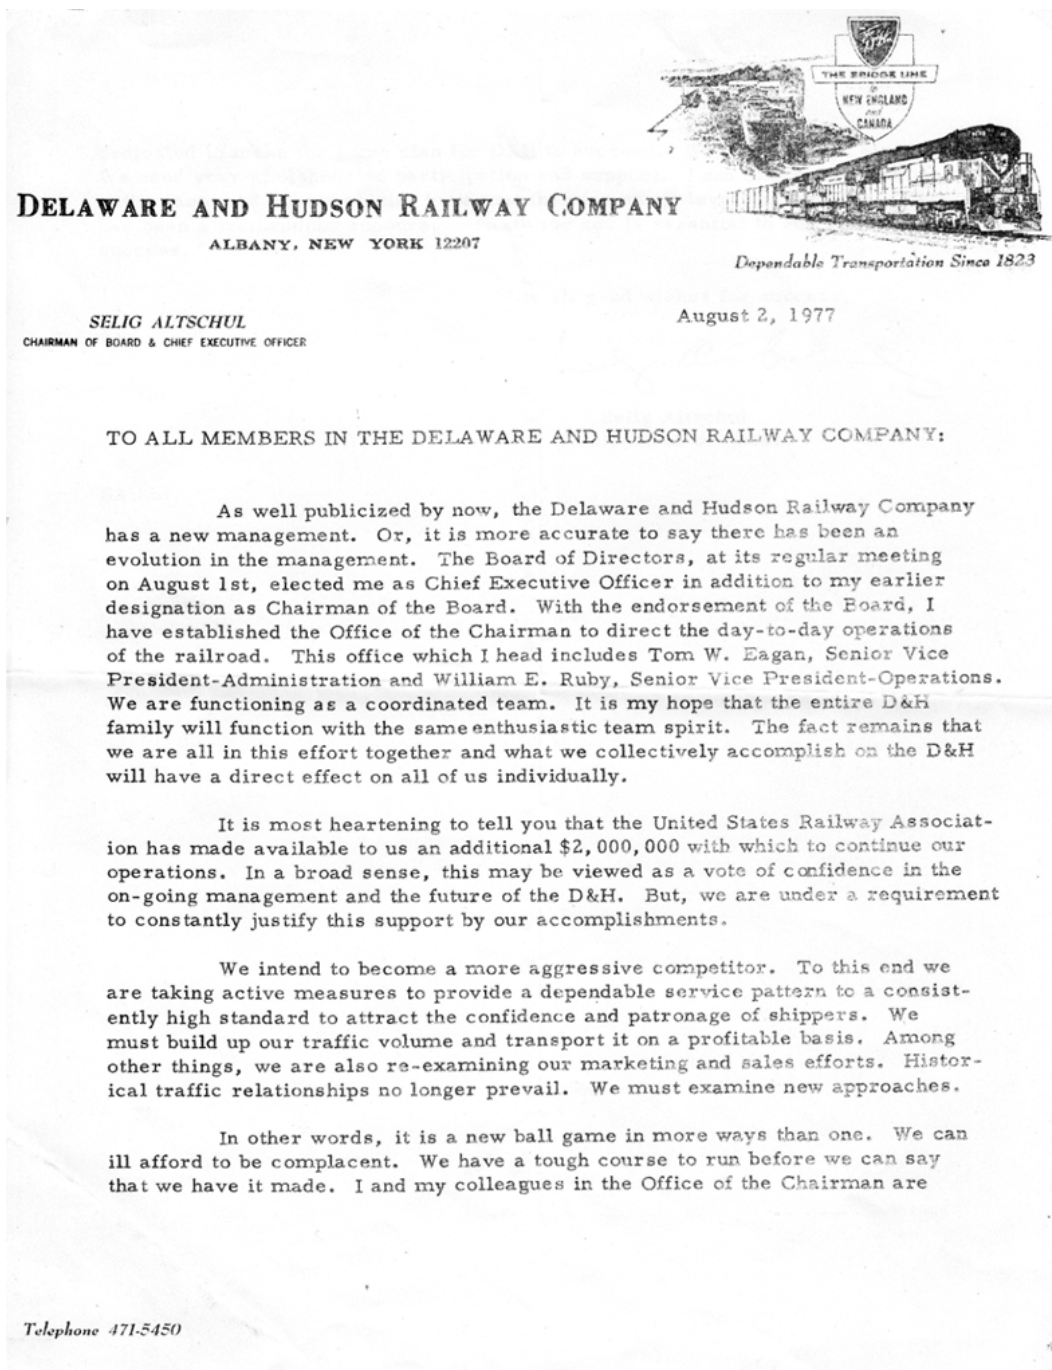 D&H
THE BRIDGE LINE
to
NEW ENGLAND
and
CANADA
DELAWARE AND HUDSON RAILWAY COMPANY
ALBANY, NEW YORK 12207
Dependable Transportation Since 1823
SELIG ALTSCHUL
CHAIRMAN OF BOARD & CHIEF EXECUTIVE OFFICER
August 2, 1977
TO ALL MEMBERS IN THE DELAWARE AND HUDSON RAILWAY COMPANY:
As well publicized by now, the Delaware and Hudson Railway Company
has a new management. Or, it is more accurate to say there has been an
evolution in the management. The Board of Directors, at its regular meeting
on August 1st, elected me as Chief Executive Officer in addition to my earlier
designation as Chairman of the Board. With the endorsement of the Board, I
have established the Office of the Chairman to direct the day-to-day operations
of the railroad. This office which I head includes Tom W. Eagan, Senior Vice
President-Administration and William E. Ruby, Senior Vice President-Operations.
We are functioning as a coordinated team. It is my hope that the entire D&H
family will function with the same enthusiastic team spirit. The fact remains that
we are all in this effort together and what we collectively accomplish on the D&H
will have a direct effect on all of us individually.
It is most heartening to tell you that the United States Railway Associat-
ion has made available to us an additional $2,000,000 with which to continue our
operations. In a broad sense, this may be viewed as a vote of confidence in the
on-going management and the future of the D&H. But, we are under a requirement
to constantly justify this support by our accomplishments.
We intend to become a more aggressive competitor. To this end we
are taking active measures to provide a dependable service pattern to a consist-
ently high standard to attract the confidence and patronage of shippers. We
must build up our traffic volume and transport it on a profitable basis. Among
other things, we are also re-examining our marketing and sales efforts. Histor-
ical traffic relationships no longer prevail. We must examine new approaches.
In other words, it is a new ball game in more ways than one. We can
ill afford to be complacent. We have a tough course to run before we can say
that we have it made. I and my colleagues in the Office of the Chairman are
Telephone 471-5450